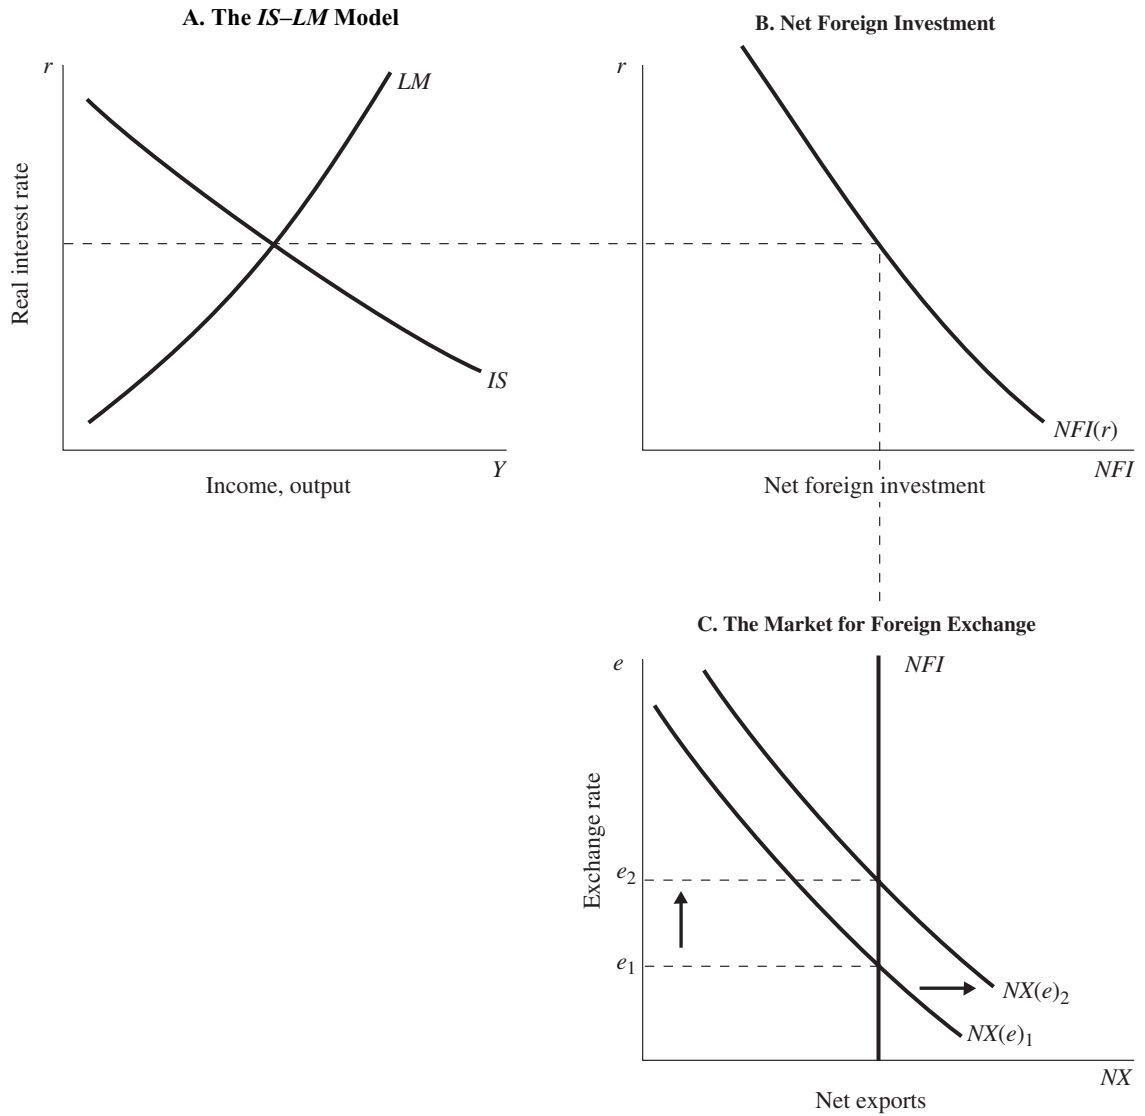 A. The IS–LM Model
r
LM
Real interest rate
IS
Y
Income, output
B. Net Foreign Investment
r
NFI(r)
NFI
Net foreign investment
C. The Market for Foreign Exchange
e
NFI
Exchange rate
e2
e1
NX(e)2
NX(e)1
NX
Net exports